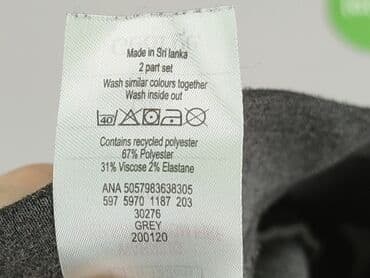 Made in Sri lanka
2 part set
Wash similar colours together
Wash inside out
40
Contains recycled polyester
67% Polyester
31% Viscose 2% Elastane
ANA 5057983638305
597 5970 1187 203
30276
GREY
200120